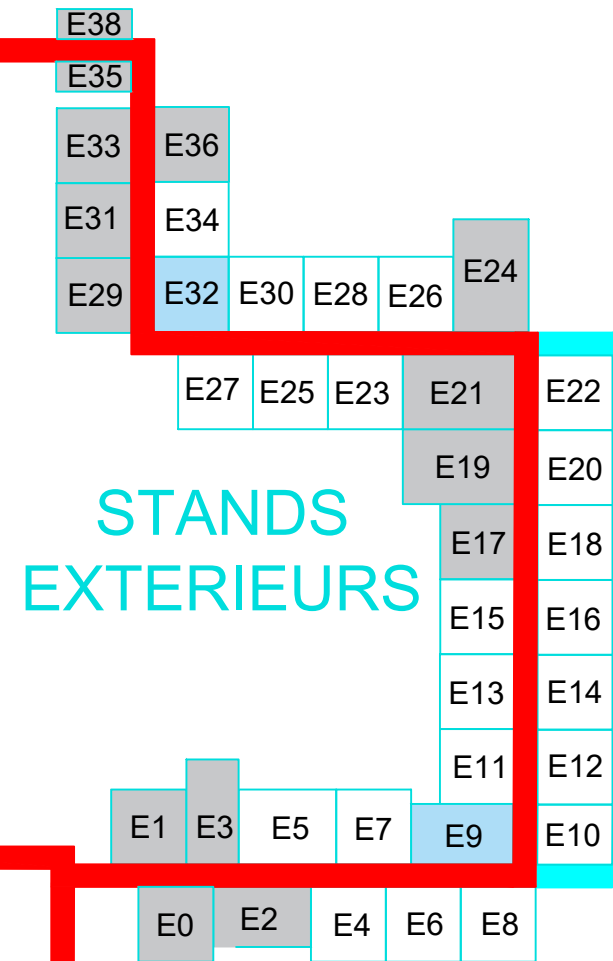 E38
E35
E33 E36
E31 E34
E29 E32 E30 E28 E26 E24
E27 E25 E23 E21 E22
E19 E20
STANDS
EXTERIEURS
E17 E18
E15 E16
E13 E14
E11 E12
E1 E3 E5 E7 E9 E10
E0 E2 E4 E6 E8